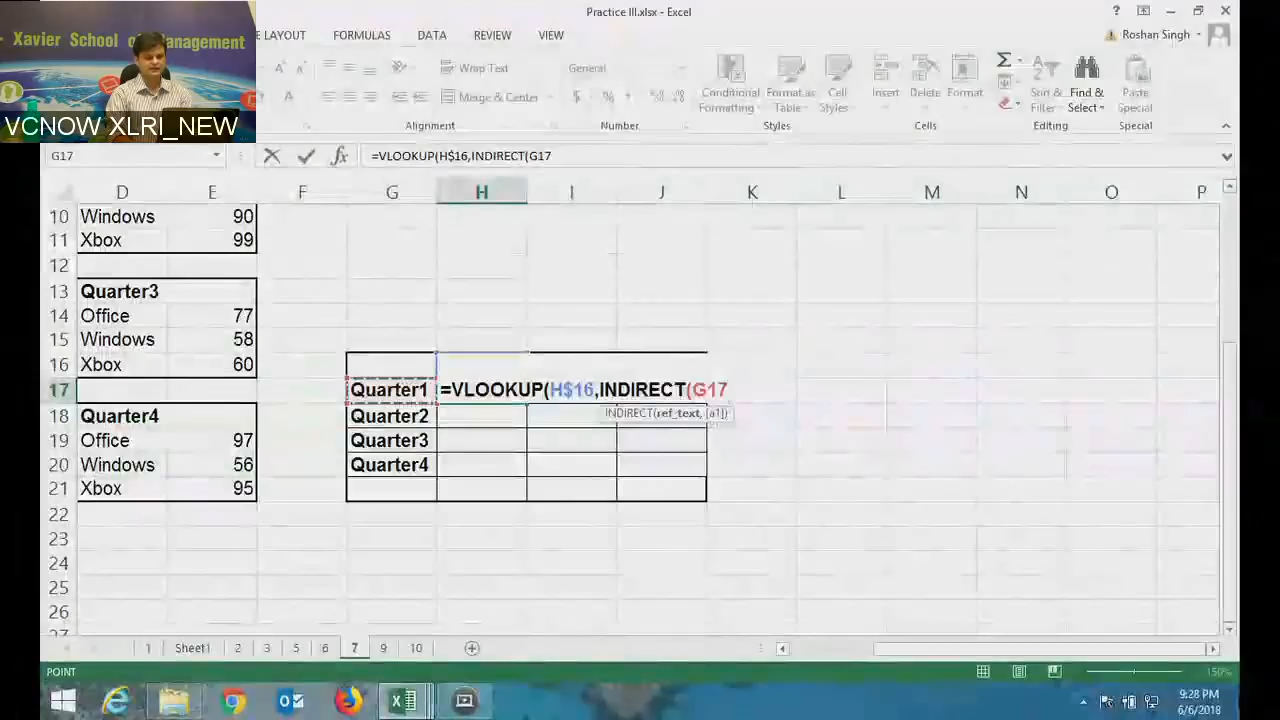 Practice III.xlsx - Excel
Xavier School of Management
VCNOW XLRI_NEW
E LAYOUT FORMULAS DATA REVIEW VIEW
Roshan Singh
Wrap Text
General
Merge & Center
Conditional Formatting
Format as Table
Cell Styles
Insert Delete Format
Sort & Filter
Find & Select
Paste Special
Alignment Number Styles Cells Editing Special
G17
=VLOOKUP(H$16,INDIRECT(G17
D E F G H I J K L M N O P
10 Windows 90
11 Xbox 99
12
13 Quarter3
14 Office 77
15 Windows 58
16 Xbox 60
17 Quarter1 =VLOOKUP(H$16,INDIRECT(G17
INDIRECT(ref_text, [a1])
18 Quarter4 Quarter2
19 Office 97 Quarter3
20 Windows 56 Quarter4
21 Xbox 95
22
23
24
25
26
27
1 Sheet1 2 3 5 6 7 9 10
POINT
150%
9:28 PM
6/6/2018